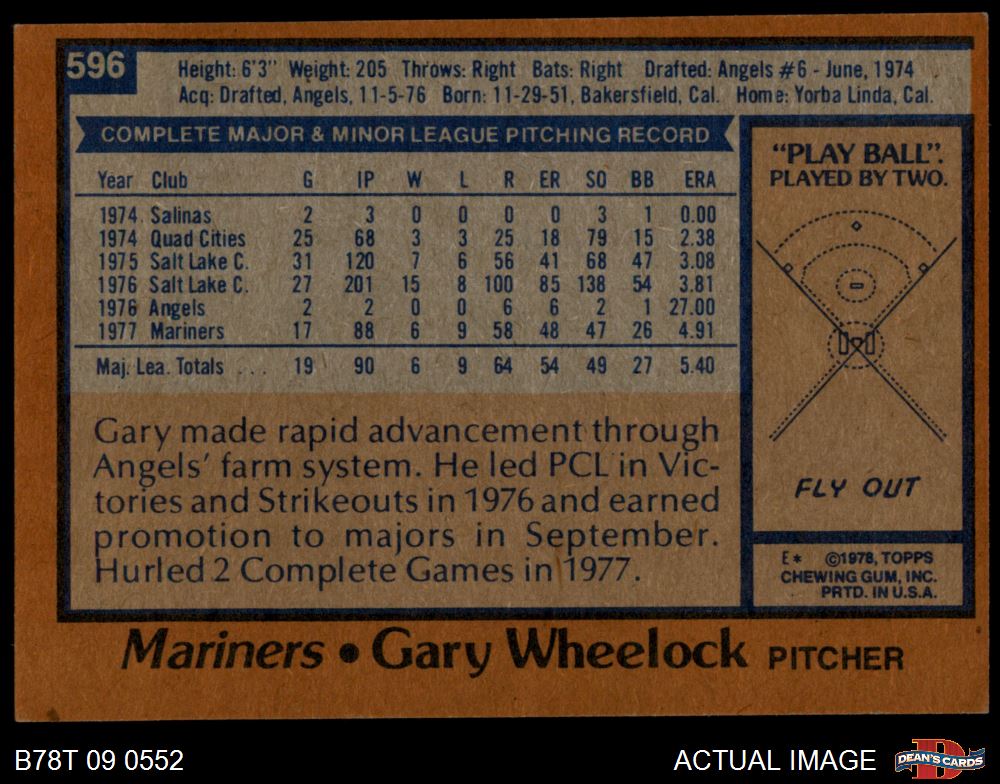 596
Height: 6'3" Weight: 205 Throws: Right Bats: Right Drafted: Angels #6 - June, 1974
Acq: Drafted, Angels, 11-5-76 Born: 11-29-51, Bakersfield, Cal. Home: Yorba Linda, Cal.
COMPLETE MAJOR & MINOR LEAGUE PITCHING RECORD
Year Club G IP W L R ER SO BB ERA
1974 Salinas 2 3 0 0 0 0 3 1 0.00
1974 Quad Cities 25 68 3 3 25 18 79 15 2.38
1975 Salt Lake C. 31 120 7 6 56 41 68 47 3.08
1976 Salt Lake C. 27 201 15 8 100 85 138 54 3.81
1976 Angels 2 2 0 0 6 6 2 1 27.00
1977 Mariners 17 88 6 9 58 48 47 26 4.91
Maj. Lea. Totals ... 19 90 6 9 64 54 49 27 5.40
Gary made rapid advancement through
Angels' farm system. He led PCL in Vic-
tories and Strikeouts in 1976 and earned
promotion to majors in September.
Hurled 2 Complete Games in 1977.
"PLAY BALL".
PLAYED BY TWO.
FLY OUT
E* ©1978, TOPPS
CHEWING GUM, INC.
PRTD. IN U.S.A.
Mariners • Gary Wheelock PITCHER
B78T 09 0552
ACTUAL IMAGE
DEAN'S CARDS